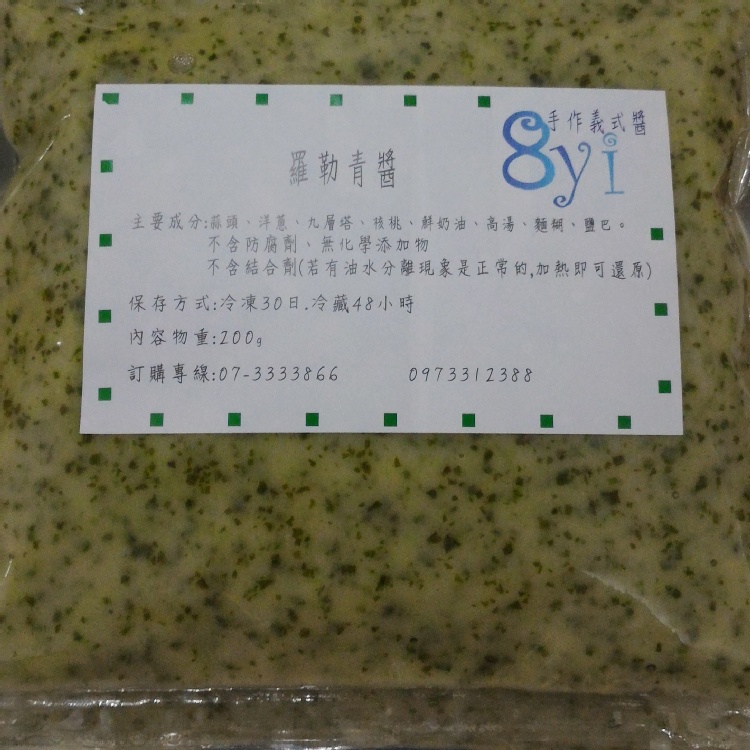 手作義式醬
8yi
羅勒青醬
主要成分:蒜頭、洋蔥、九層塔、核桃、鮮奶油、高湯、麵糊、鹽巴。
不含防腐劑、無化學添加物
不含結合劑(若有油水分離現象是正常的,加熱即可還原)
保存方式:冷凍30日.冷藏48小時
內容物重:200g
訂購專線:07-3333866 0973312388